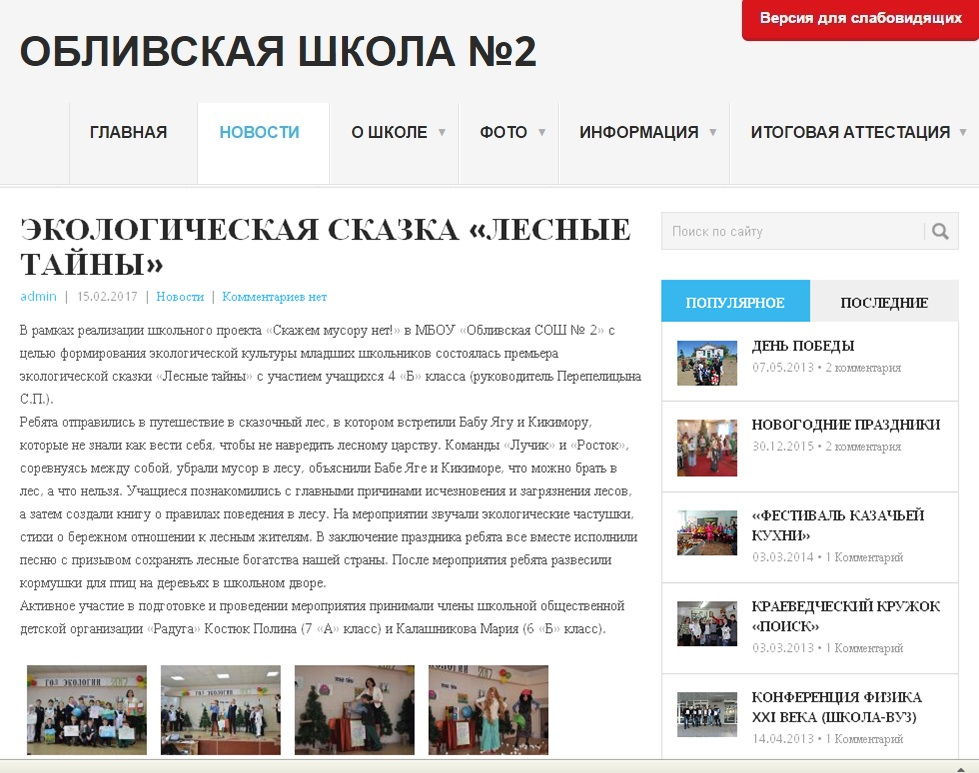 Версия для слабовидящих
ОБЛИВСКАЯ ШКОЛА №2
ГЛАВНАЯ
НОВОСТИ
О ШКОЛЕ
ФОТО
ИНФОРМАЦИЯ
ИТОГОВАЯ АТТЕСТАЦИЯ
ЭКОЛОГИЧЕСКАЯ СКАЗКА «ЛЕСНЫЕ
ТАЙНЫ»
admin | 15.02.2017 | Новости | Комментариев нет
В рамках реализации школьного проекта «Скажем мусору нет!» в МБОУ «Обливская СОШ № 2» с
целью формирования экологической культуры младших школьников состоялась премьера
экологической сказки «Лесные тайны» с участием учащихся 4 «Б» класса (руководитель Перепелицына
С.П.).
Ребята отправились в путешествие в сказочный лес, в котором встретили Бабу Ягу и Кикимору,
которые не знали как вести себя, чтобы не навредить лесному царству. Команды «Лучик» и «Росток»,
соревнуясь между собой, убрали мусор в лесу, объяснили Бабе Яге и Кикиморе, что можно брать в
лес, а что нельзя. Учащиеся познакомились с главными причинами исчезновения и загрязнения лесов,
а затем создали книгу о правилах поведения в лесу. На мероприятии звучали экологические частушки,
стихи о бережном отношении к лесным жителям. В заключение праздника ребята все вместе исполнили
песню с призывом сохранять лесные богатства нашей страны. После мероприятия ребята развесили
кормушки для птиц на деревьях в школьном дворе.
Активное участие в подготовке и проведении мероприятия принимали члены школьной общественной
детской организации «Радуга» Костюк Полина (7 «А» класс) и Калашникова Мария (6 «Б» класс).
ГОД ЭКОЛОГИИ 2017
ГОД ЭКОЛОГИИ
Поиск по сайту
ПОПУЛЯРНОЕ
ПОСЛЕДНИЕ
ДЕНЬ ПОБЕДЫ
07.05.2013 • 2 комментария
НОВОГОДНИЕ ПРАЗДНИКИ
30.12.2015 • 2 комментария
«ФЕСТИВАЛЬ КАЗАЧЬЕЙ
КУХНИ»
03.03.2014 • 1 Комментарий
КРАЕВЕДЧЕСКИЙ КРУЖОК
«ПОИСК»
03.03.2013 • 1 Комментарий
КОНФЕРЕНЦИЯ ФИЗИКА
XXI ВЕКА (ШКОЛА-ВУЗ)
14.04.2013 • 1 Комментарий